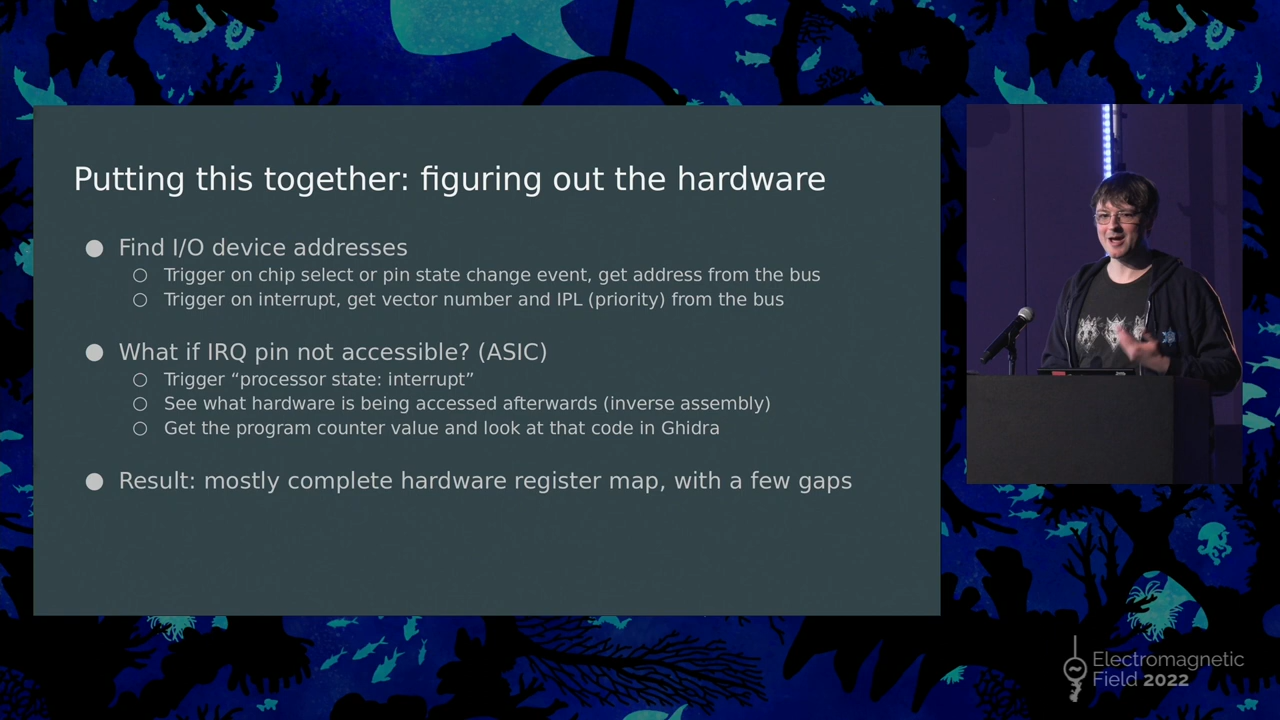 Putting this together: figuring out the hardware
● Find I/O device addresses
○ Trigger on chip select or pin state change event, get address from the bus
○ Trigger on interrupt, get vector number and IPL (priority) from the bus
● What if IRQ pin not accessible? (ASIC)
○ Trigger “processor state: interrupt”
○ See what hardware is being accessed afterwards (inverse assembly)
○ Get the program counter value and look at that code in Ghidra
● Result: mostly complete hardware register map, with a few gaps
Electromagnetic
Field 2022